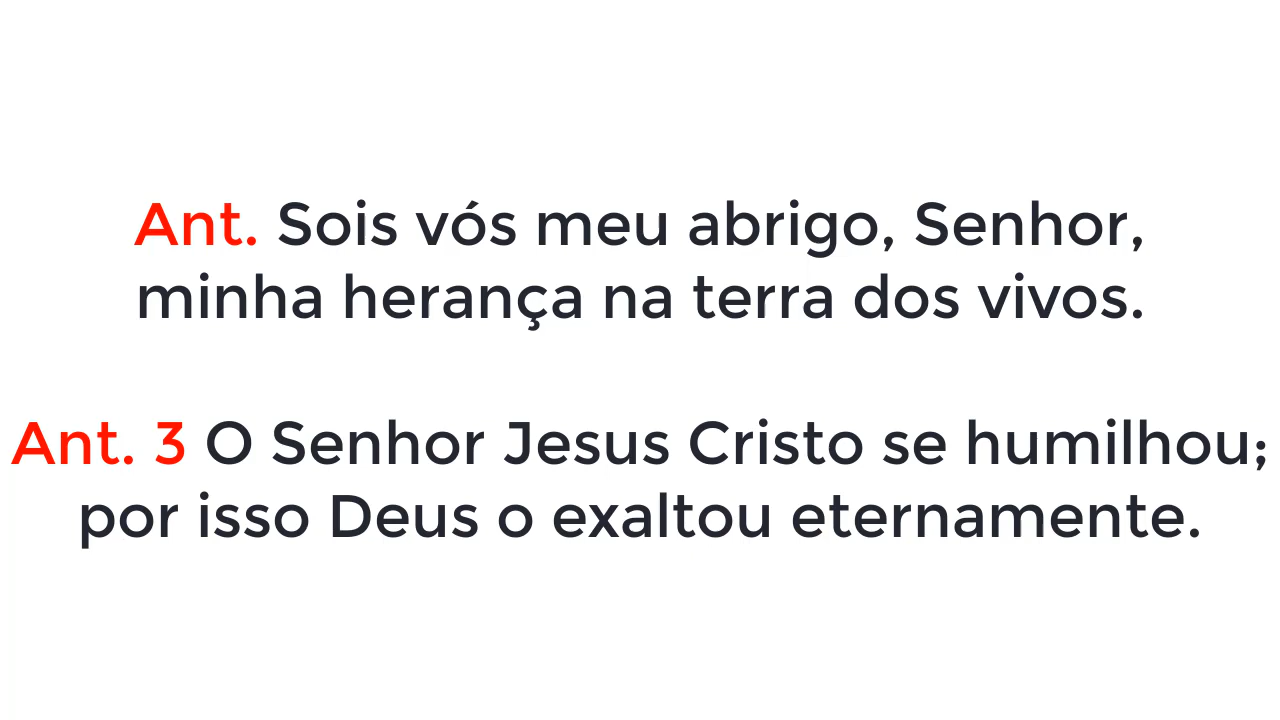 Ant. Sois vós meu abrigo, Senhor,
minha herança na terra dos vivos.
Ant. 3 O Senhor Jesus Cristo se humilhou;
por isso Deus o exaltou eternamente.